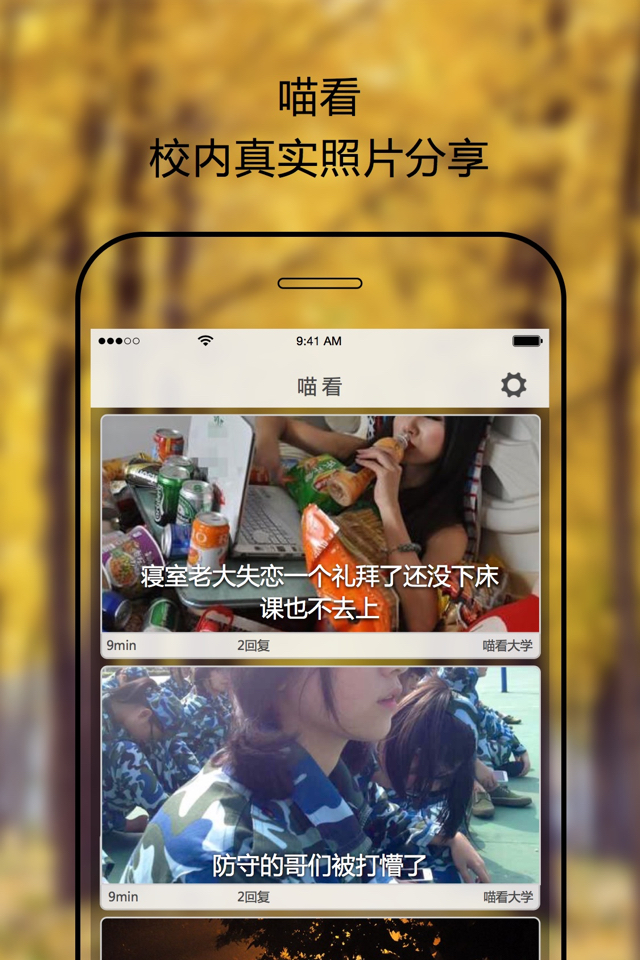 喵看
校内真实照片分享
9:41 AM
喵看
寝室老大失恋一个礼拜了还没下床
课也不去上
9min 2回复 喵看大学
防守的哥们被打懵了
9min 2回复 喵看大学